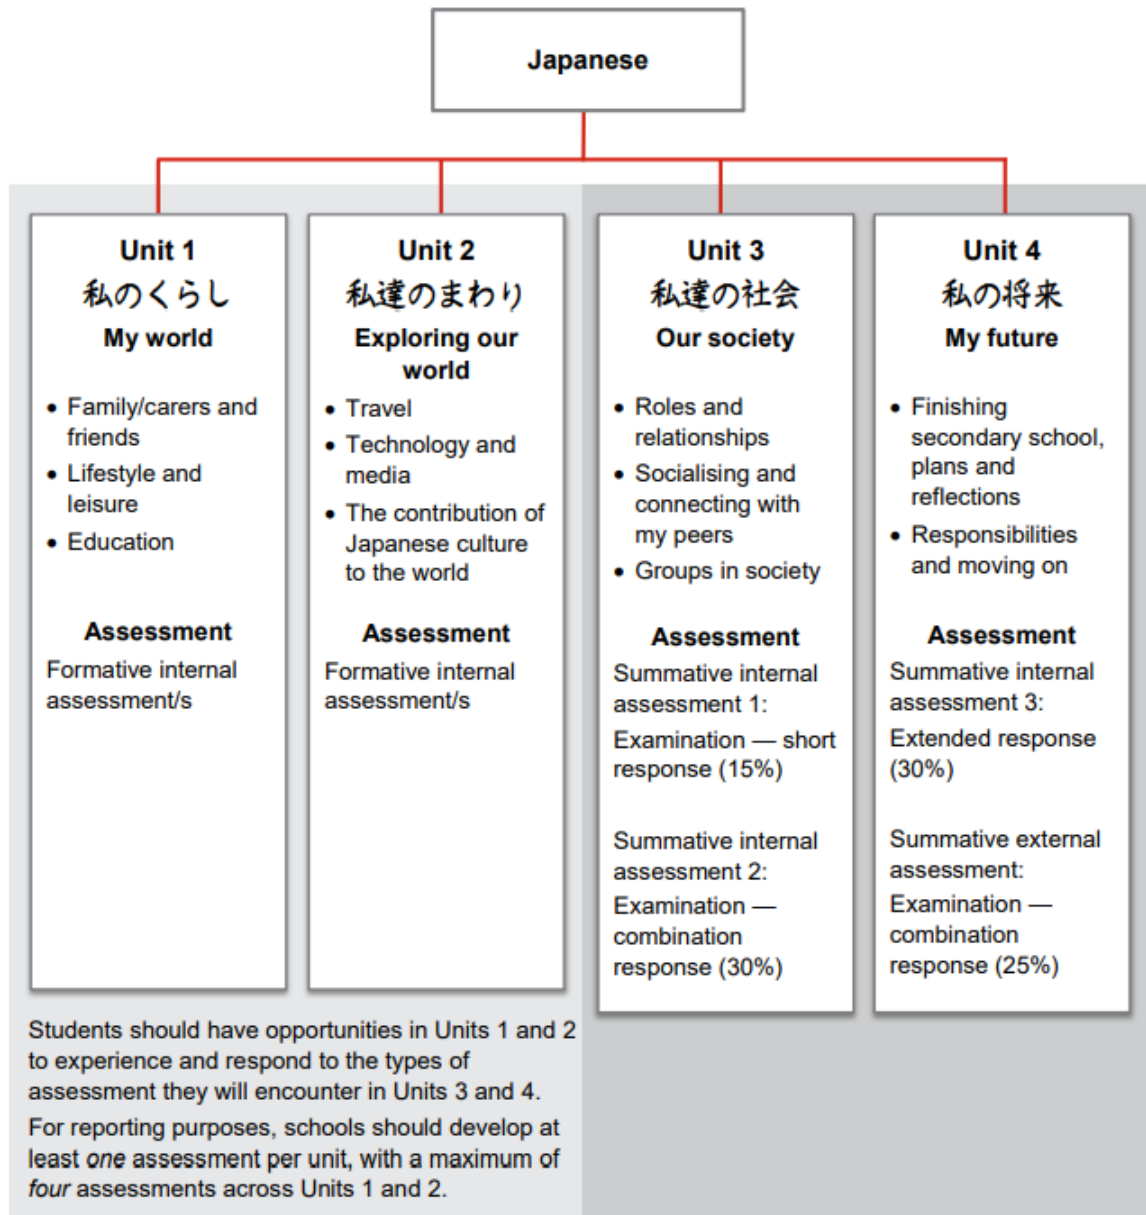 Japanese
Unit 1
私のくらし
My world
• Family/carers and
friends
• Lifestyle and
leisure
• Education
Assessment
Formative internal
assessment/s
Unit 2
私達のまわり
Exploring our
world
• Travel
• Technology and
media
• The contribution of
Japanese culture
to the world
Assessment
Formative internal
assessment/s
Unit 3
私達の社会
Our society
• Roles and
relationships
• Socialising and
connecting with
my peers
• Groups in society
Assessment
Summative internal
assessment 1:
Examination — short
response (15%)
Summative internal
assessment 2:
Examination —
combination
response (30%)
Unit 4
私の将来
My future
• Finishing
secondary school,
plans and
reflections
• Responsibilities
and moving on
Assessment
Summative internal
assessment 3:
Extended response
(30%)
Summative external
assessment:
Examination —
combination
response (25%)
Students should have opportunities in Units 1 and 2
to experience and respond to the types of
assessment they will encounter in Units 3 and 4.
For reporting purposes, schools should develop at
least one assessment per unit, with a maximum of
four assessments across Units 1 and 2.